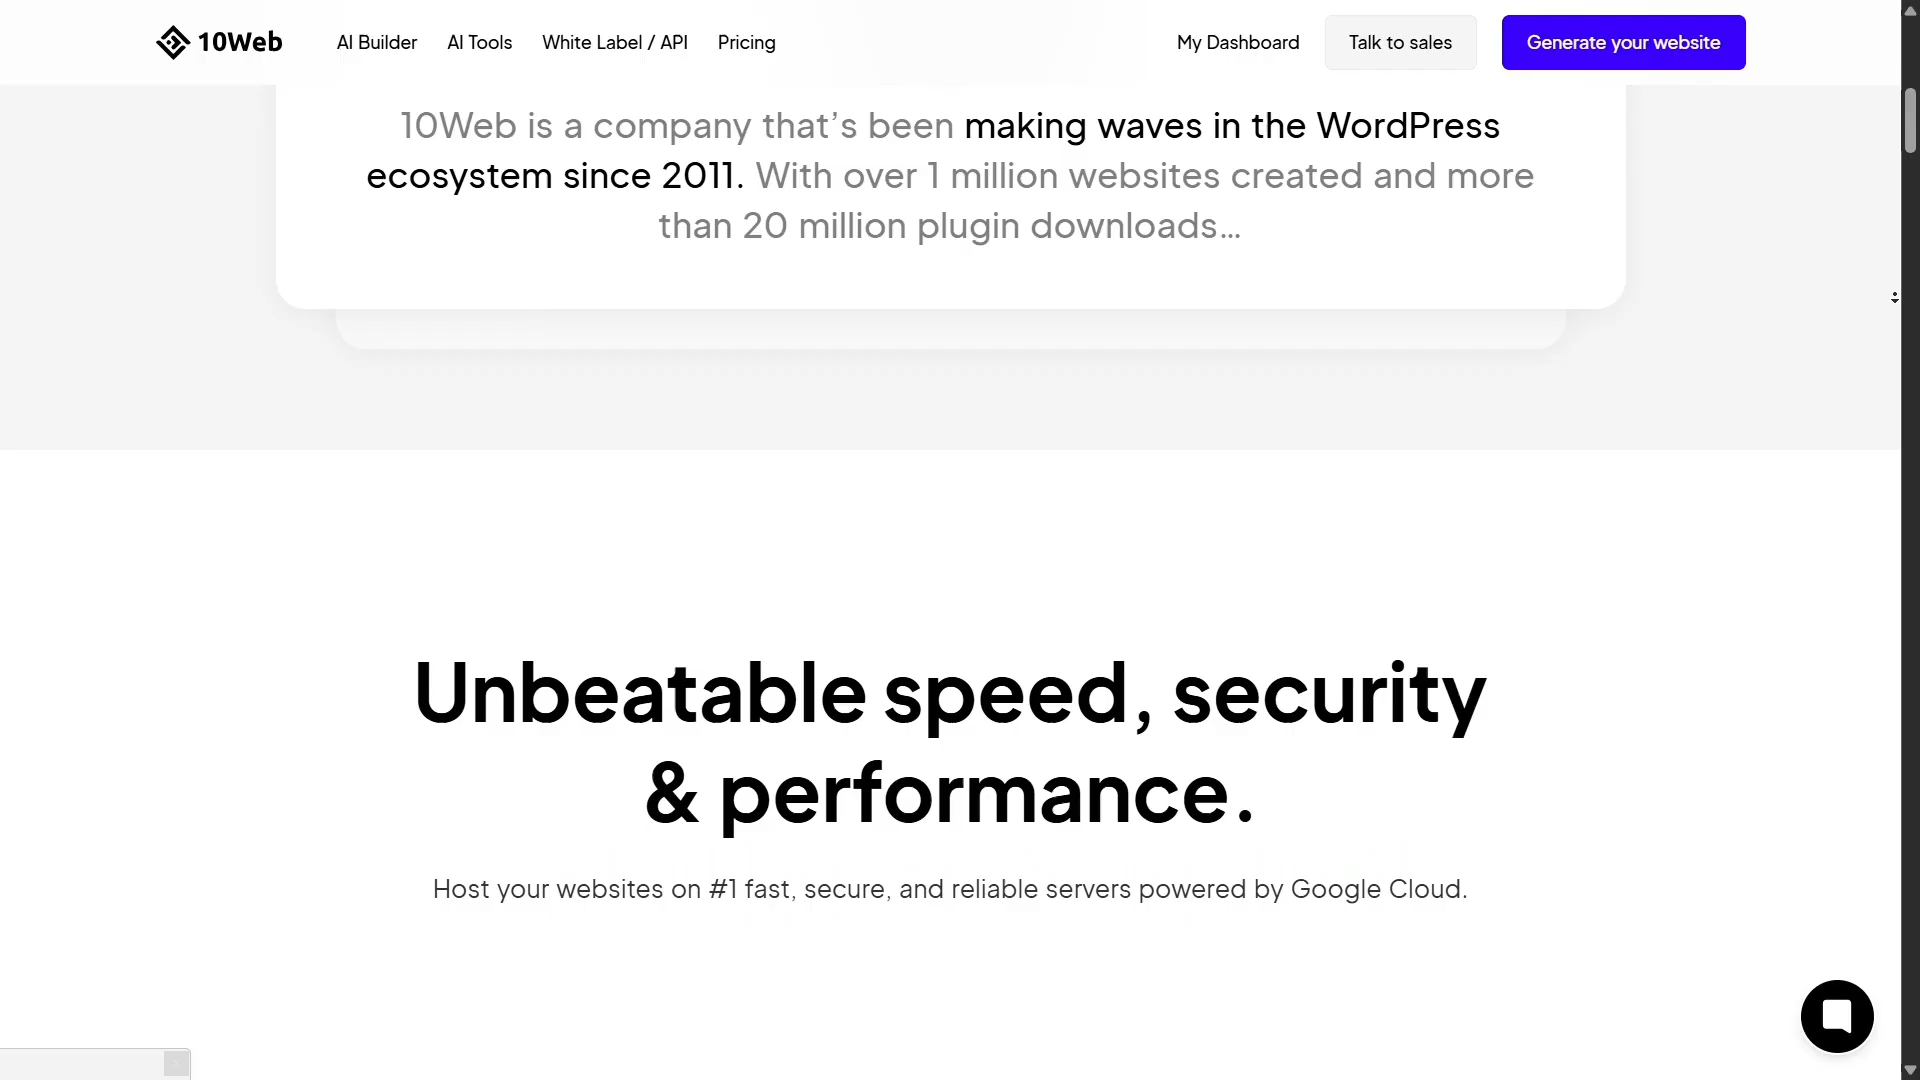 10Web
AI Builder
AI Tools
White Label / API
Pricing
My Dashboard
Talk to sales
Generate your website
10Web is a company that’s been making waves in the WordPress
ecosystem since 2011. With over 1 million websites created and more
than 20 million plugin downloads...
Unbeatable speed, security
& performance.
Host your websites on #1 fast, secure, and reliable servers powered by Google Cloud.